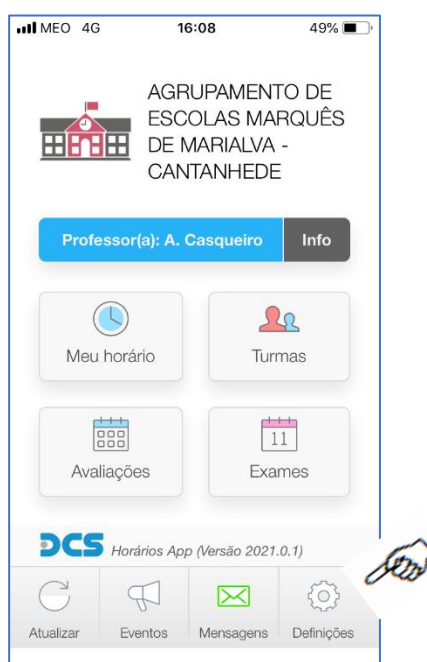 MEO 4G 16:08 49%
AGRUPAMENTO DE
ESCOLAS MARQUÊS
DE MARIALVA -
CANTANHEDE
Professor(a): A. Casqueiro Info
Meu horário Turmas
11
Avaliações Exames
DCS Horários App (Versão 2021.0.1)
Atualizar Eventos Mensagens Definições